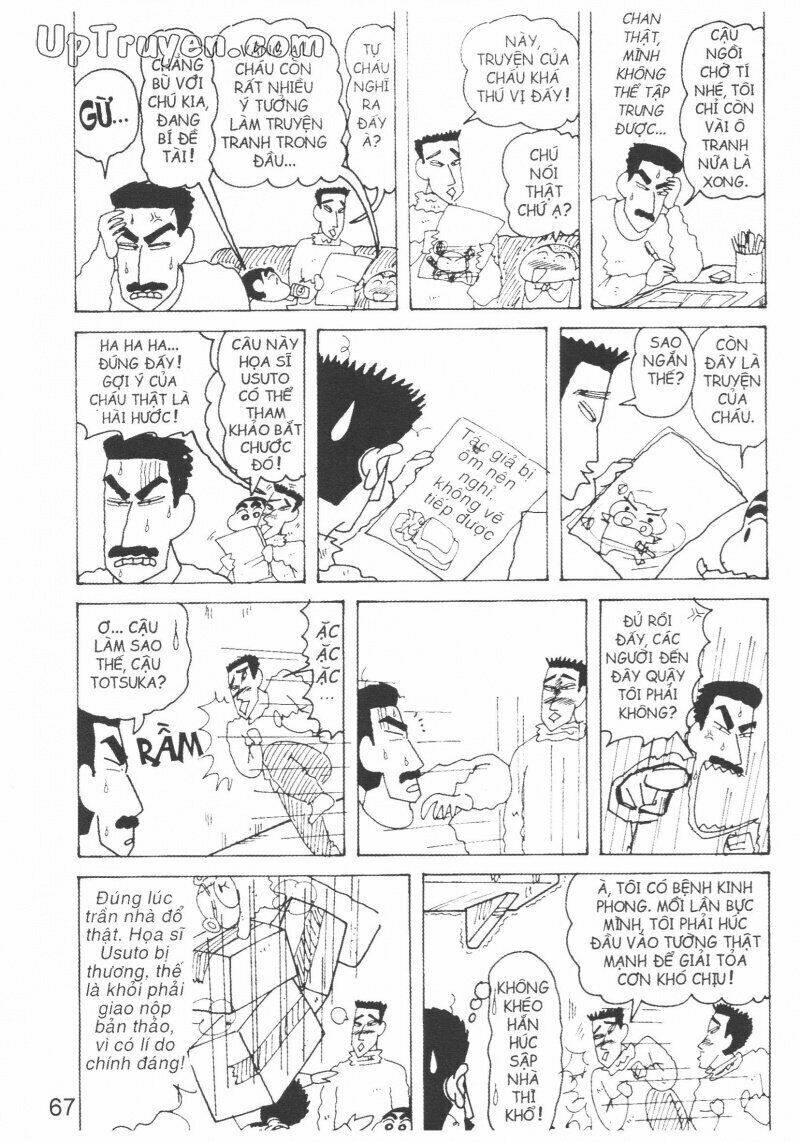 UpTruyen.com
CHÁN
THẬT,
MÌNH
KHÔNG
THỂ TẬP
TRUNG
ĐƯỢC...
CẬU
NGỒI
CHỜ TÍ
NHÉ, TÔI
CHỈ CÒN
VÀI Ô
TRANH
NỮA LÀ
XONG.
NÀY,
TRUYỆN CỦA
CHÁU KHÁ
THÚ VỊ ĐẤY!
CHÚ
NÓI
THẬT
CHỨ Ạ?
TỰ
CHÁU
NGHĨ
RA
ĐẤY
À?
CHÁU CÒN
RẤT NHIỀU
Ý TƯỞNG
LÀM TRUYỆN
TRANH TRONG
ĐẦU...
CHẲNG
BÙ VỚI
CHÚ KIA,
ĐANG
BÍ ĐỀ
TÀI!
GỪ...
CÒN
ĐÂY LÀ
TRUYỆN
CỦA
CHÁU.
SAO
NGẮN
THẾ?
Tác giả bị
ốm nên
nghỉ,
không vẽ
tiếp được
CÂU NÀY
HỌA SĨ
USUTO
CÓ THỂ
THAM
KHẢO BẮT
CHƯỚC
ĐÓ!
HA HA HA...
ĐÚNG ĐẤY!
GỢI Ý CỦA
CHÁU THẬT LÀ
HÀI HƯỚC!
ĐỦ RỒI
ĐẤY, CÁC
NGƯỜI ĐẾN
ĐÂY QUẬY
TÔI PHẢI
KHÔNG?
ẶC
ẶC
ẶC
...
Ơ... CẬU
LÀM SAO
THẾ, CẬU
TOTSUKA?
RẦM
À, TÔI CÓ BỆNH KINH
PHONG. MỖI LẦN BỰC
MÌNH, TÔI PHẢI HÚC
ĐẦU VÀO TƯỜNG THẬT
MẠNH ĐỂ GIẢI TỎA
CƠN KHÓ CHỊU!
KHÔNG
KHÉO
HẮN
HÚC
SẬP
NHÀ
THÌ
KHỔ!
Đúng lúc
trần nhà đổ
thật. Họa sĩ
Usuto bị
thương, thế
là khỏi phải
giao nộp
bản thảo,
vì có lí do
chính đáng!
67